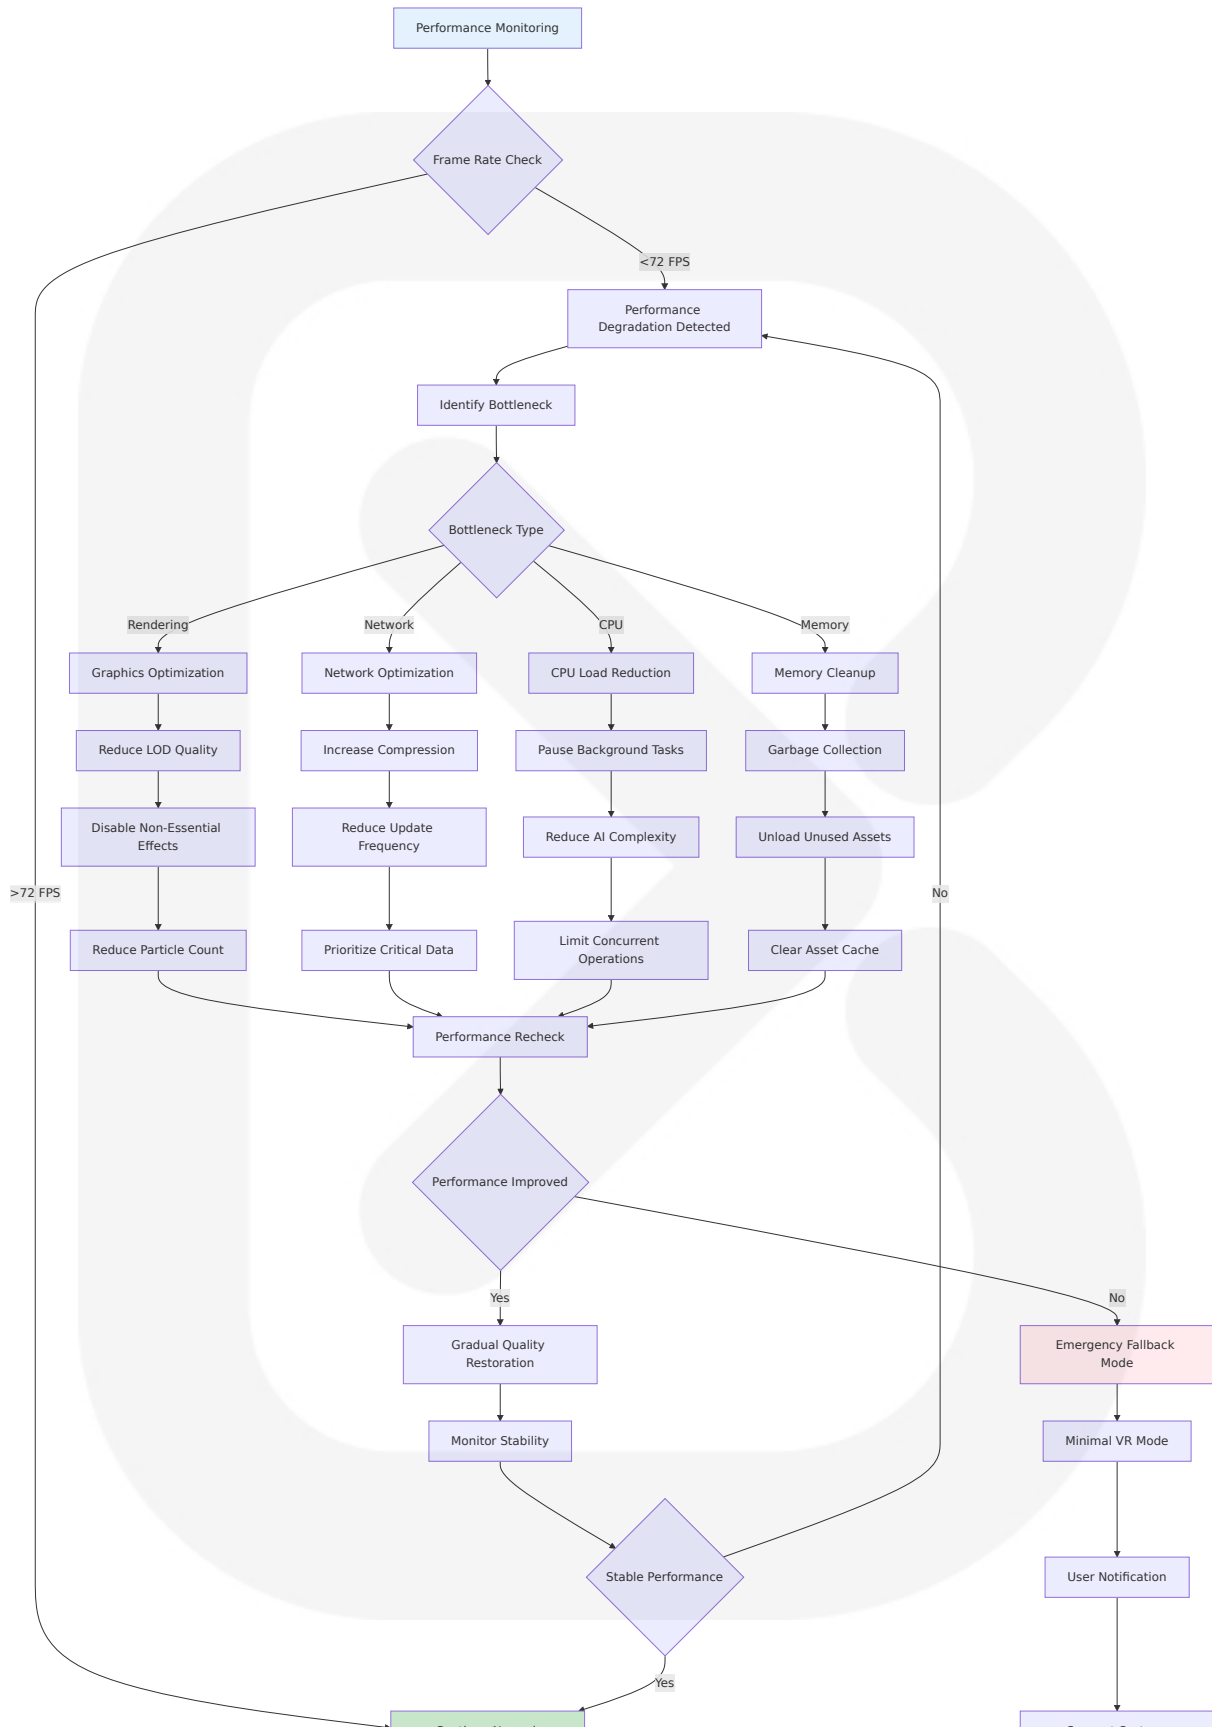 Performance Monitoring
Frame Rate Check
<72 FPS
Performance
Degradation Detected
Identify Bottleneck
Bottleneck Type
Rendering
Network
CPU
Memory
Graphics Optimization
Network Optimization
CPU Load Reduction
Memory Cleanup
Reduce LOD Quality
Increase Compression
Pause Background Tasks
Garbage Collection
Disable Non-Essential
Effects
Reduce Update
Frequency
Reduce AI Complexity
Unload Unused Assets
>72 FPS
No
Reduce Particle Count
Prioritize Critical Data
Limit Concurrent
Operations
Clear Asset Cache
Performance Recheck
Performance Improved
Yes
No
Gradual Quality
Restoration
Emergency Fallback
Mode
Monitor Stability
Minimal VR Mode
Stable Performance
User Notification
Yes